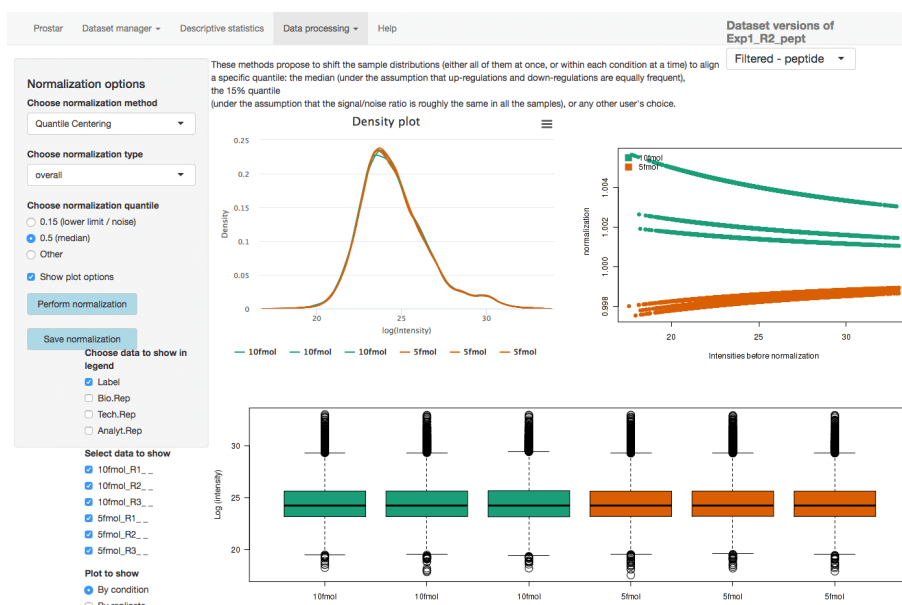 Prostar
Dataset manager
Descriptive statistics
Data processing
Help
Dataset versions of
Exp1_R2_pept
Filtered - peptide
These methods propose to shift the sample distributions (either all of them at once, or within each condition at a time) to align
a specific quantile: the median (under the assumption that up-regulations and down-regulations are equally frequent),
the 15% quantile
(under the assumption that the signal/noise ratio is roughly the same in all the samples), or any other user's choice.
Normalization options
Choose normalization method
Quantile Centering
Choose normalization type
overall
Choose normalization quantile
0.15 (lower limit / noise)
0.5 (median)
Other
Show plot options
Perform normalization
Save normalization
Choose data to show in
legend
Label
Bio.Rep
Tech.Rep
Analyt.Rep
Select data to show
10fmol_R1_ _
10fmol_R2_ _
10fmol_R3_ _
5fmol_R1_ _
5fmol_R2_ _
5fmol_R3_ _
Plot to show
By condition
By replicate
Density plot
Density
0.25
0.2
0.15
0.1
0.05
0
20
25
30
log(intensity)
10fmol
10fmol
10fmol
5fmol
5fmol
5fmol
10fmol
5fmol
normalization
1.004
1.002
1.000
0.998
20
25
30
Intensities before normalization
Log (intensity)
30
25
20
10fmol
10fmol
10fmol
5fmol
5fmol
5fmol